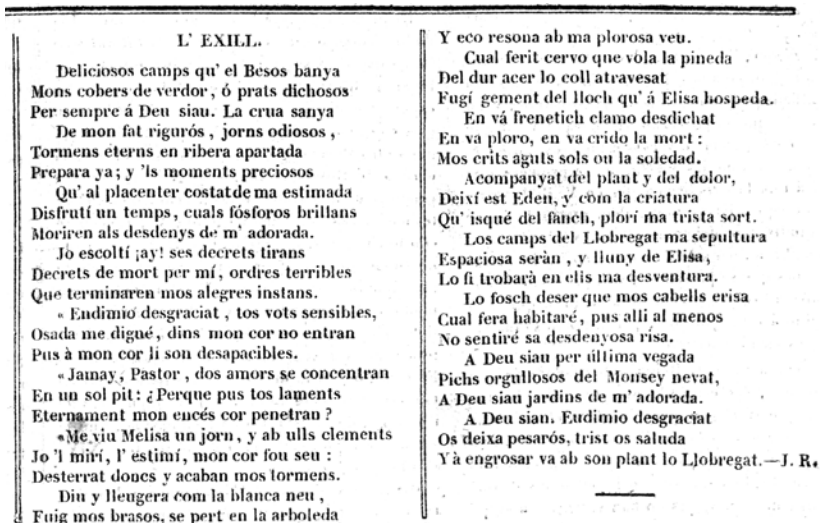 L' EXILL.
Deliciosos camps qu' el Besos banya
Mons cobers de verdor, ó prats dichosos
Per sempre á Deu siau. La crua sanya
De mon fat rigurós, jorns odiosos,
Tormens eterns en ribera apartada
Prepara ya; y 'ls moments preciosos
Qu' al placenter costat de ma estimada
Disfrutí un temps, cuals fósforos brillans
Moriren als desdenys de m' adorada.
Jo escoltí ¡ay! ses decrets tirans
Decrets de mort per mí, ordres terribles
Que terminaren mos alegres instans.
« Eudimio desgraciat, tos vots sensibles,
Osada me digué, dins mon cor no entran
Pus à mon cor li son desapacibles.
«Jamay, Pastor, dos amors se concentran
En un sol pit: ¿Perque pus tos laments
Eternament mon encés cor penetran?
«Me viu Melisa un jorn, y ab ulls clements
Jo 'l mirí, l' estimí, mon cor fou seu:
Desterrat doncs y acaban mos tormens.
Diu y lleugera com la blanca neu,
Fuig mos brasos, se pert en la arboleda
Y eco resona ab ma plorosa veu.
Cual ferit cervo que vola la pineda
Del dur acer lo coll atravesat
Fugí gement del lloch qu' á Elisa hospeda.
En vá frenetich clamo desdichat
En va ploro, en va crido la mort:
Mos crits aguts sols ou la soledad.
Aconipanyat del plant y del dolor,
Deixí est Eden, y com la criatura
Qu' isqué del fanch, plorí ma trista sort.
Los camps del Llobregat ma sepultura
Espaciosa seràn, y lluny de Elisa,
Lo fi trobarà en ells ma desventura.
Lo fosch deser que mos cabells erisa
Cual fera habitaré, pus alli al menos
No sentiré sa desdenyosa risa.
A Deu siau per última vegada
Pichs orgullosos del Monsey nevat,
A Deu siau jardins de m' adorada.
A Deu siau. Eudimio desgraciat
Os deixa pesarós, trist os saluda
Y à engrosar va ab son plant lo Llobregat.—J. R.